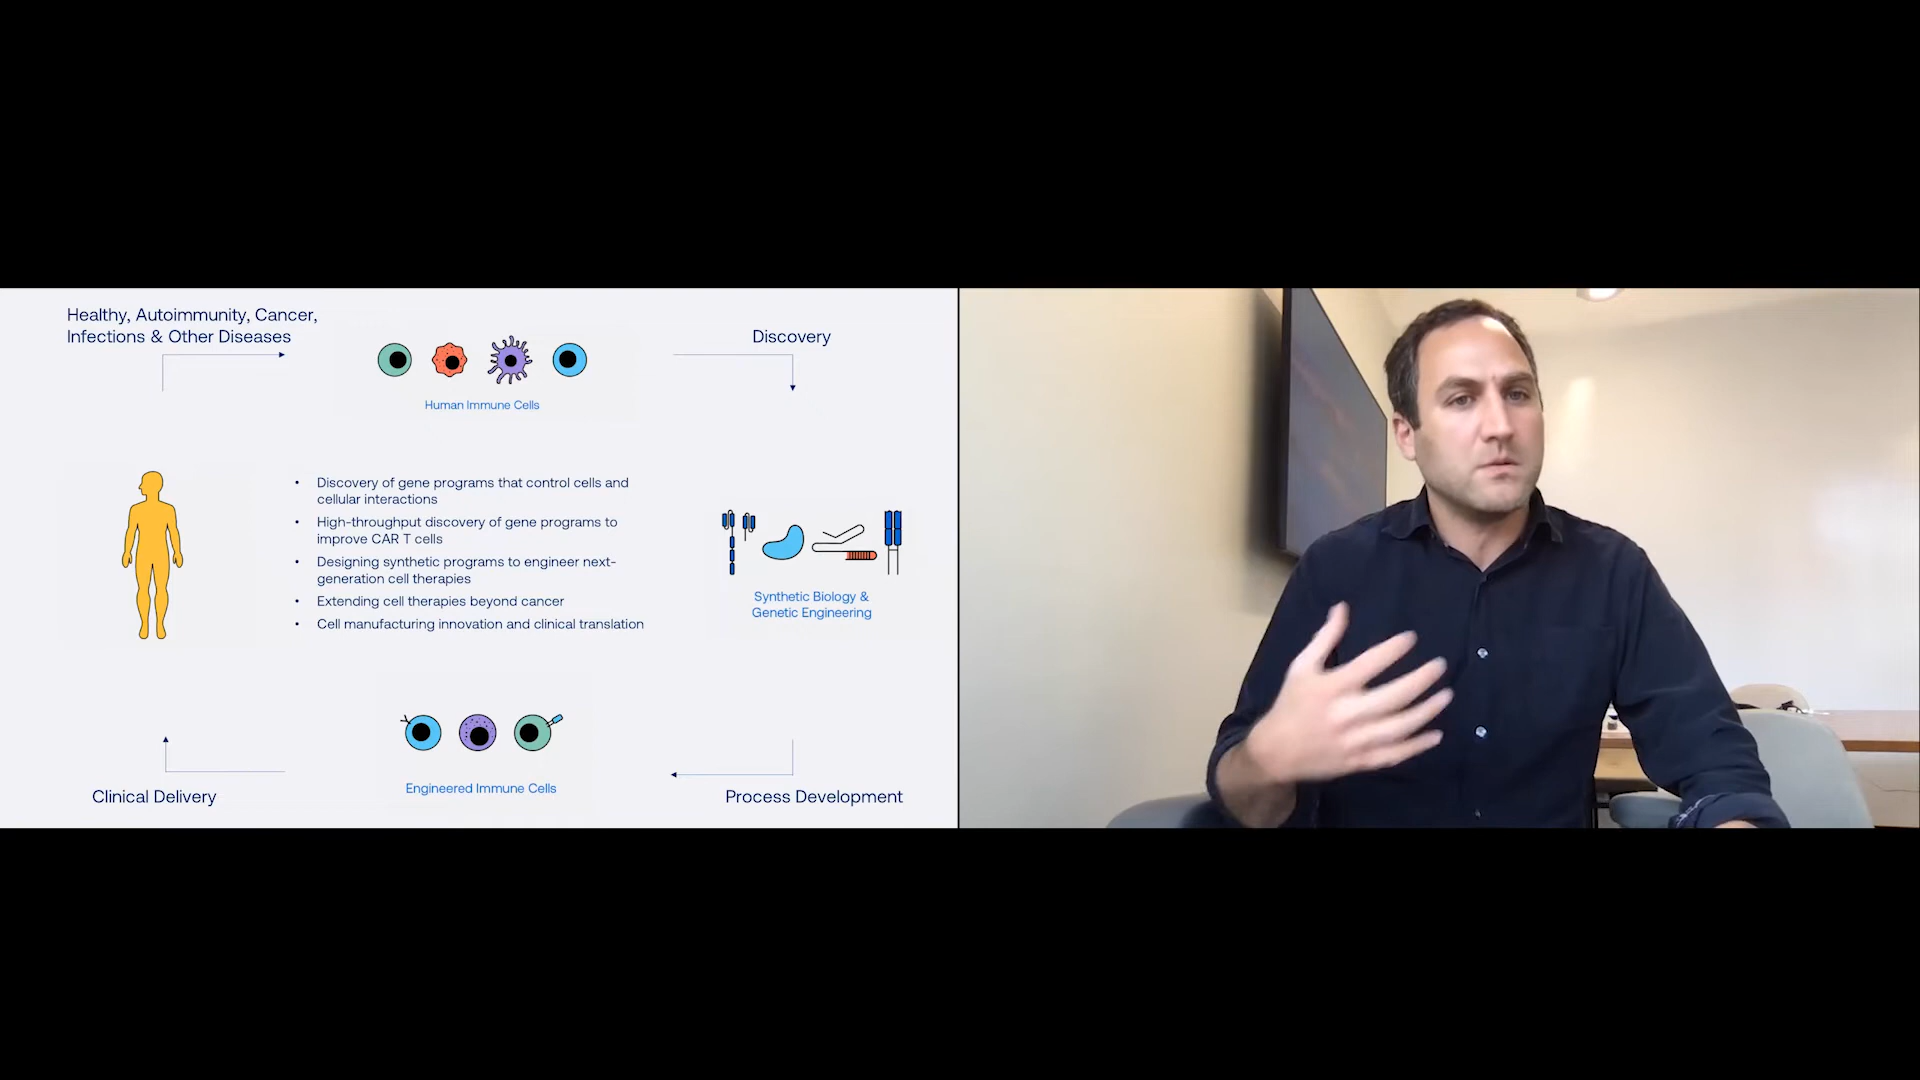 Healthy, Autoimmunity, Cancer,
Infections & Other Diseases
Discovery
Human Immune Cells
• Discovery of gene programs that control cells and
cellular interactions
• High-throughput discovery of gene programs to
improve CAR T cells
• Designing synthetic programs to engineer next-
generation cell therapies
• Extending cell therapies beyond cancer
• Cell manufacturing innovation and clinical translation
Synthetic Biology &
Genetic Engineering
Engineered Immune Cells
Clinical Delivery
Process Development